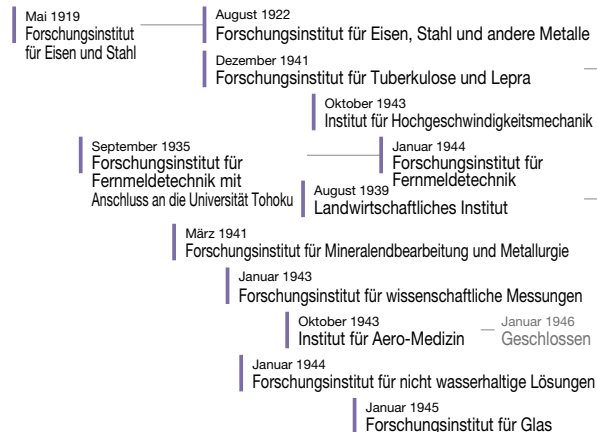 Mai 1919
Forschungsinstitut
für Eisen und Stahl
August 1922
Forschungsinstitut für Eisen, Stahl und andere Metalle
Dezember 1941
Forschungsinstitut für Tuberkulose und Lepra
Oktober 1943
Institut für Hochgeschwindigkeitsmechanik
September 1935
Forschungsinstitut für
Fernmeldetechnik mit
Anschluss an die Universität Tohoku
Januar 1944
Forschungsinstitut für
Fernmeldetechnik
August 1939
Landwirtschaftliches Institut
März 1941
Forschungsinstitut für Mineralendbearbeitung und Metallurgie
Januar 1943
Forschungsinstitut für wissenschaftliche Messungen
Oktober 1943
Institut für Aero-Medizin
Januar 1946
Geschlossen
Januar 1944
Forschungsinstitut für nicht wasserhaltige Lösungen
Januar 1945
Forschungsinstitut für Glas